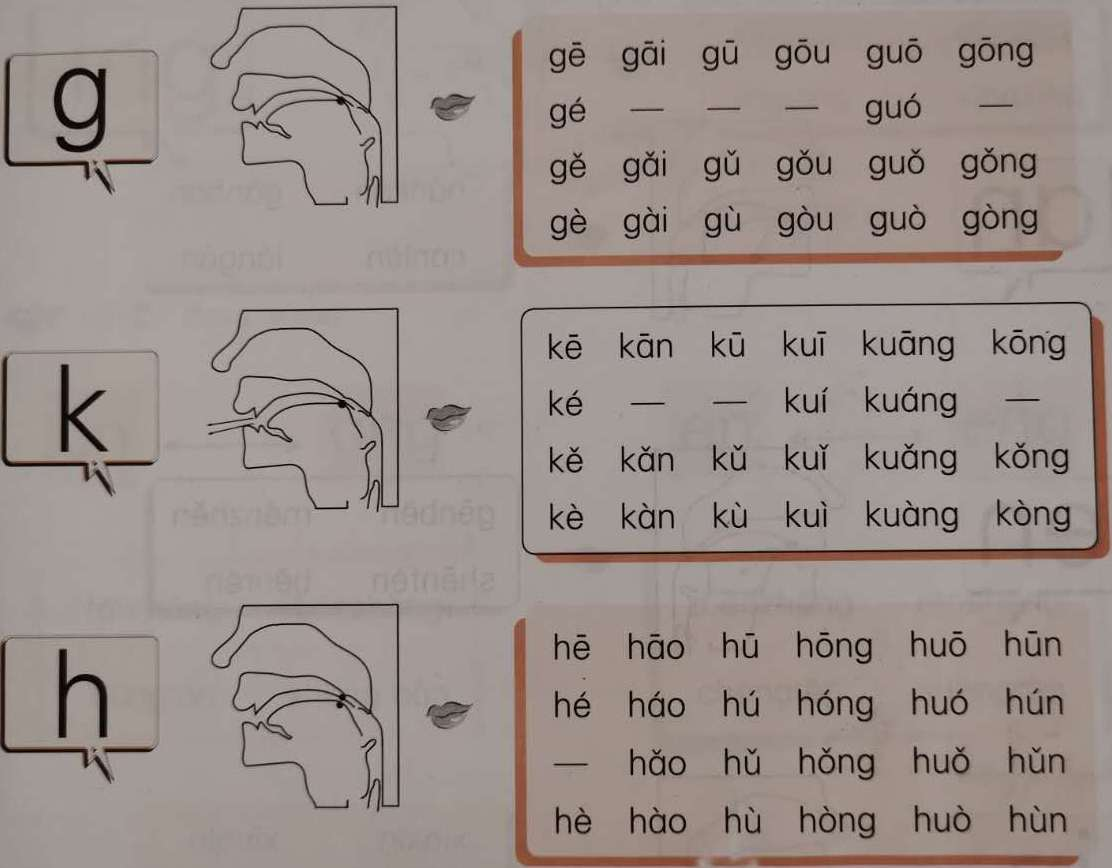 g
gē gāi gū gōu guō gōng
gé — — — guó —
gě gǎi gǔ gǒu guǒ gǒng
gè gài gù gòu guò gòng
k
kē kān kū kuī kuāng kōng
ké — — kuí kuáng —
kě kǎn kǔ kuǐ kuǎng kǒng
kè kàn kù kuì kuàng kòng
h
hē hāo hū hōng huō hūn
hé háo hú hóng huó hún
— hǎo hǔ hǒng huǒ hǔn
hè hào hù hòng huò hùn